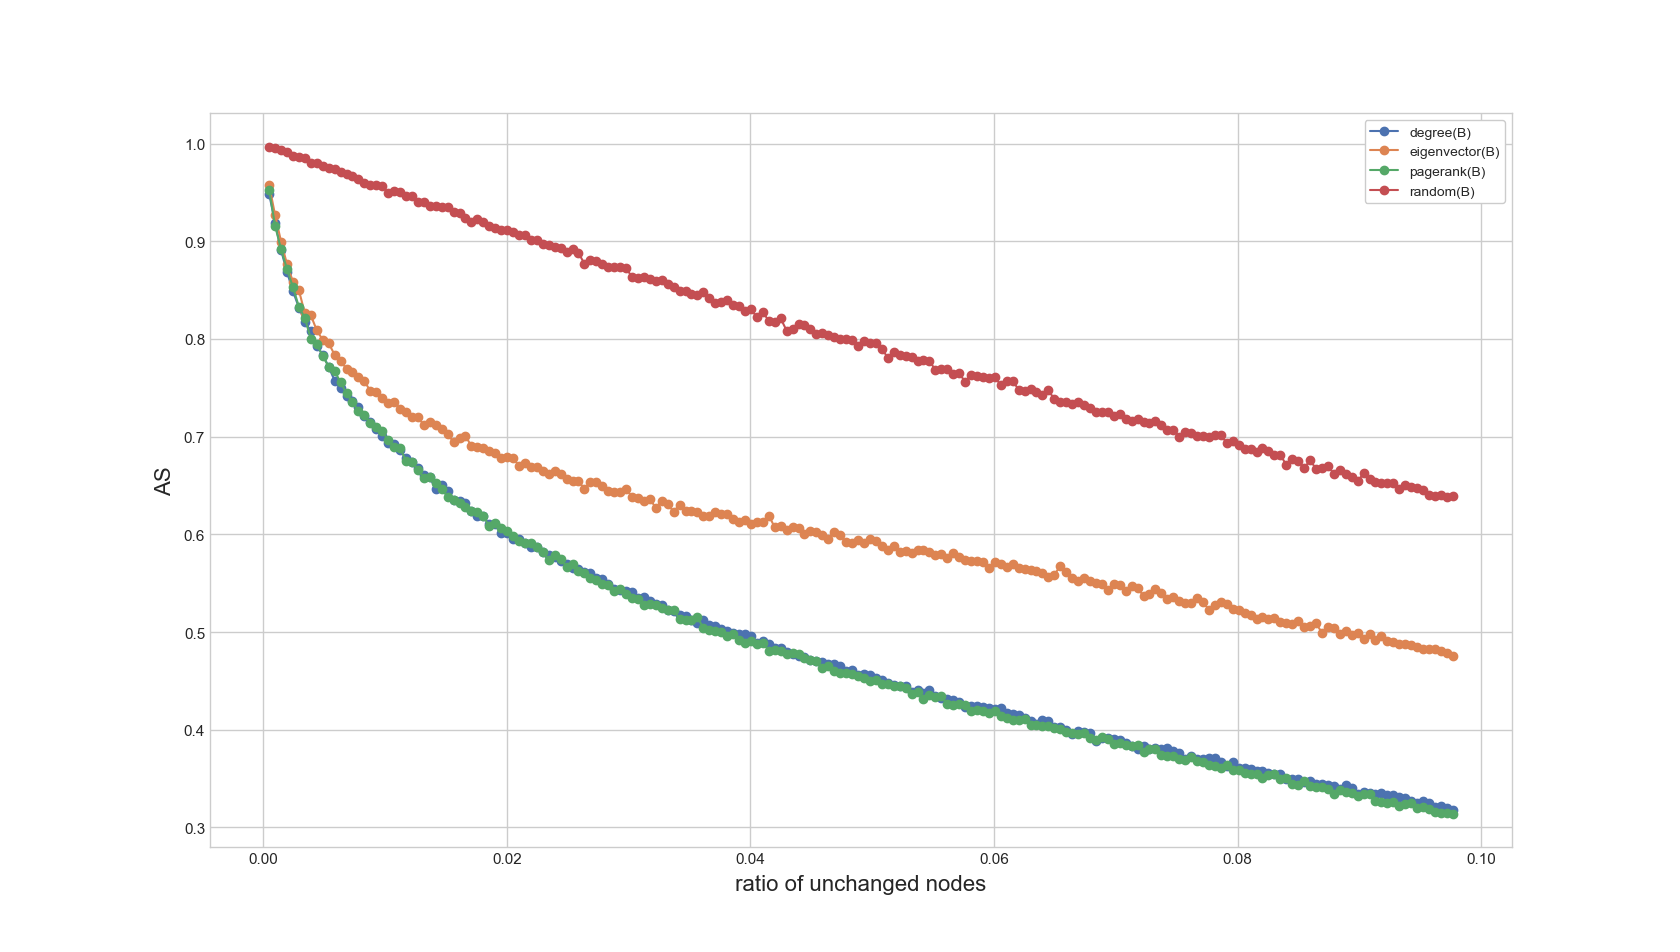 degree(B)
eigenvector(B)
pagerank(B)
random(B)
1.0
0.9
0.8
0.7
0.6
0.5
0.4
0.3
AS
0.00 0.02 0.04 0.06 0.08 0.10
ratio of unchanged nodes